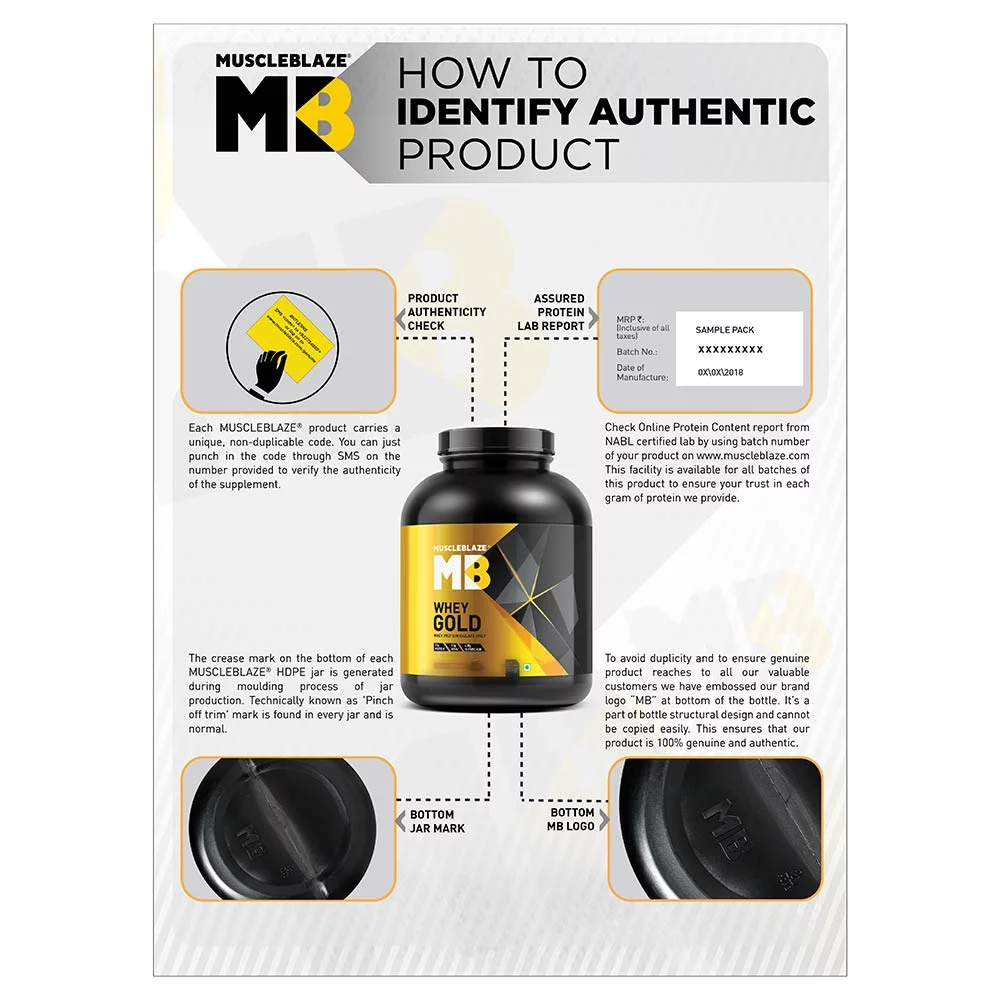 MUSCLEBLAZE®
MB
HOW TO
IDENTIFY AUTHENTIC
PRODUCT
PRODUCT
AUTHENTICITY
CHECK
ASSURED
PROTEIN
LAB REPORT
MRP ₹:
(Inclusive of all
taxes)
SAMPLE PACK
Batch No.:
XXXXXXXXX
Date of
Manufacture:
0X\0X\2018
Each MUSCLEBLAZE® product carries a
unique, non-duplicable code. You can just
punch in the code through SMS on the
number provided to verify the authenticity
of the supplement.
Check Online Protein Content report from
NABL certified lab by using batch number
of your product on www.muscleblaze.com
This facility is available for all batches of
this product to ensure your trust in each
gram of protein we provide.
MUSCLEBLAZE®
MB
WHEY
GOLD
WHEY PROTEIN ISOLATE ONLY
The crease mark on the bottom of each
MUSCLEBLAZE® HDPE jar is generated
during moulding process of jar
production. Technically known as 'Pinch
off trim' mark is found in every jar and is
normal.
To avoid duplicity and to ensure genuine
product reaches to all our valuable
customers we have embossed our brand
logo “MB” at bottom of the bottle. It's a
part of bottle structural design and cannot
be copied easily. This ensures that our
product is 100% genuine and authentic.
MB
BOTTOM
JAR MARK
BOTTOM
MB LOGO
MB